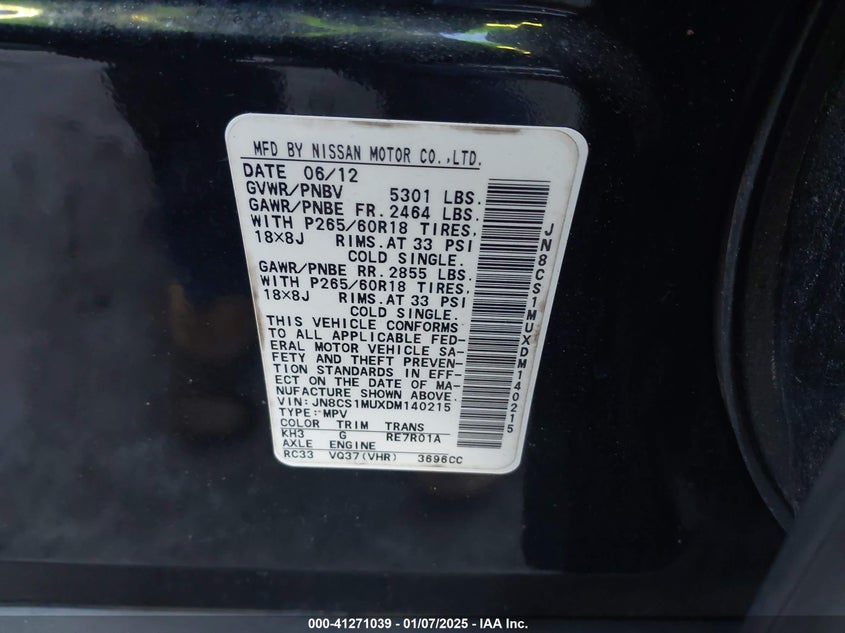 MFD BY NISSAN MOTOR CO.,LTD.
DATE 06/12
GVWR/PNBV 5301 LBS.
GAWR/PNBE FR. 2464 LBS.
WITH P265/60R18 TIRES,
18×8J RIMS.AT 33 PSI
COLD SINGLE.
GAWR/PNBE RR. 2855 LBS.
WITH P265/60R18 TIRES.
18×8J RIMS.AT 33 PSI
COLD SINGLE.
THIS VEHICLE CONFORMS
TO ALL APPLICABLE FED-
ERAL MOTOR VEHICLE SA-
FETY AND THEFT PREVEN-
TION STANDARDS IN EFF-
ECT ON THE DATE OF MA-
NUFACTURE SHOWN ABOVE.
VIN: JN8CS1MUXDM140215
TYPE: MPV
COLOR TRIM TRANS
KH3 G RE7R01A
AXLE ENGINE
RC33 VQ37(VHR) 3696CC
JN8CS1MUXDM140215
000-41271039 — 01/07/2025 — IAA Inc.